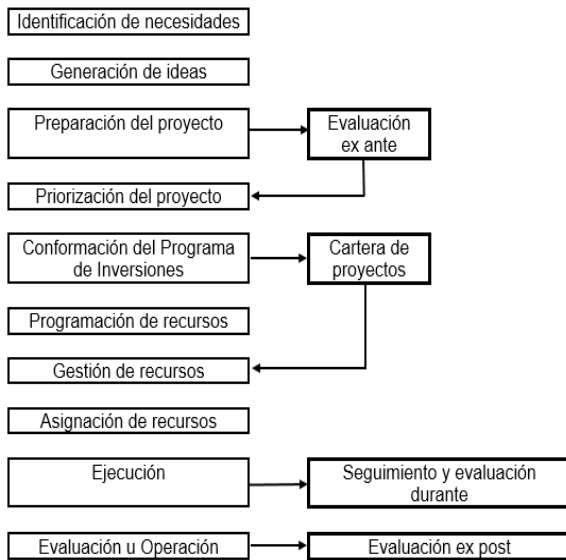 Identificación de necesidades
Generación de ideas
Preparación del proyecto
Evaluación
ex ante
Priorización del proyecto
Conformación del Programa
de Inversiones
Cartera de
proyectos
Programación de recursos
Gestión de recursos
Asignación de recursos
Ejecución
Seguimiento y evaluación
durante
Evaluación u Operación
Evaluación ex post